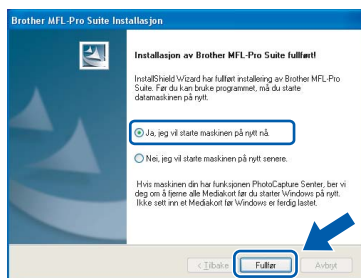 Brother MFL-Pro Suite Installasjon
Installasjon av Brother MFL-Pro Suite fullført!
InstallShield Wizard har fullført installering av Brother MFL-Pro
Suite. Før du kan bruke programmet, må du starte
datamaskinen på nytt.
Ja, jeg vil starte maskinen på nytt nå.
Nei, jeg vil starte maskinen på nytt senere.
Hvis maskinen din har funksjonen PhotoCapture Senter, ber vi
deg om å fjerne alle Mediakort før du starter Windows på nytt.
Ikke sett inn et Mediakort før Windows er ferdig lastet.
< Tilbake Fullfør Avbryt